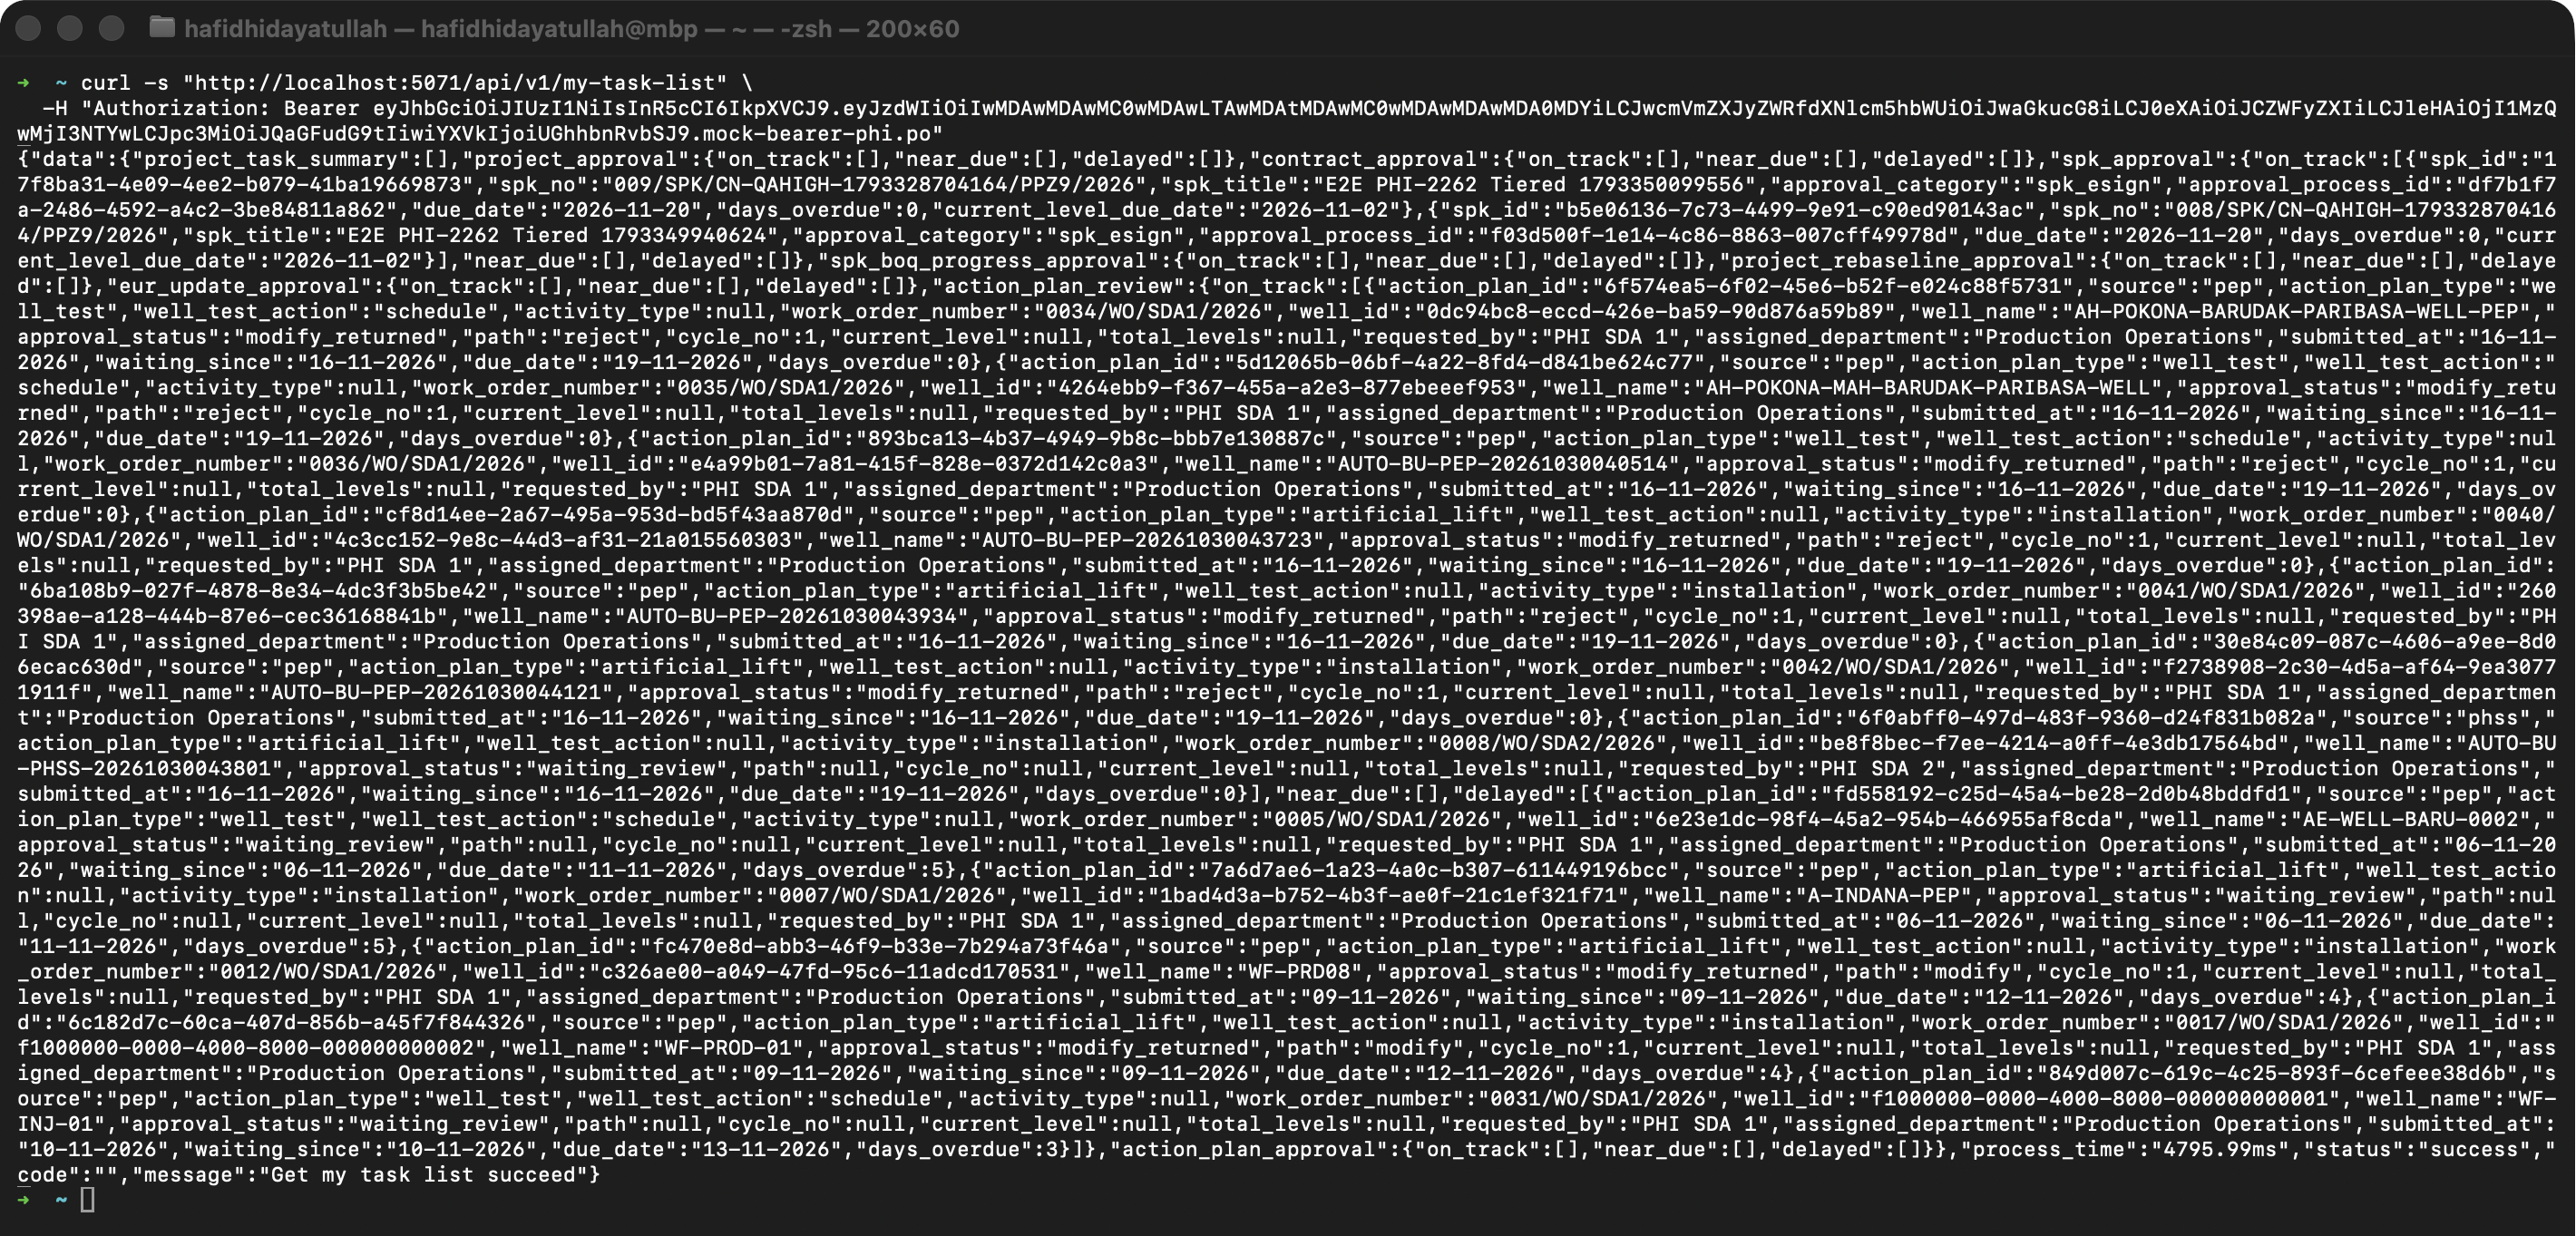 hafidhidayatullah — hafidhidayatullah@mbp — ~ — -zsh — 200×60
➜  ~ curl -s "http://localhost:5071/api/v1/my-task-list" \
  -H "Authorization: Bearer eyJhbGciOiJIUzI1NiIsInR5cCI6IkpXVCJ9.eyJzdWIiOiIwMDAwMDAwMC0wMDAwLTAwMDAtMDAwMC0wMDAwMDAwMDA0MDYiLCJwcmVmZXJyZWRfdXNlcm5hbWUiOiJwaGkucG8iLCJ0eXAiOiJCZWFyZXIiLCJleHAiOjI1MzQ
wMjI3NTYwLCJpc3MiOiJQaGFudG9tIiwiYXVkIjoiUGhhbnRvbSJ9.mock-bearer-phi.po"
{"data":{"project_task_summary":[],"project_approval":{"on_track":[],"near_due":[],"delayed":[]},"contract_approval":{"on_track":[],"near_due":[],"delayed":[]},"spk_approval":{"on_track":[{"spk_id":"1
7f8ba31-4e09-4ee2-b079-41ba19669873","spk_no":"009/SPK/CN-QAHIGH-1793328704164/PPZ9/2026","spk_title":"E2E PHI-2262 Tiered 1793350099556","approval_category":"spk_esign","approval_process_id":"df7b1f7
a-2486-4592-a4c2-3be84811a862","due_date":"2026-11-20","days_overdue":0,"current_level_due_date":"2026-11-02"},{"spk_id":"b5e06136-7c73-4499-9e91-c90ed90143ac","spk_no":"008/SPK/CN-QAHIGH-179332870416
4/PPZ9/2026","spk_title":"E2E PHI-2262 Tiered 1793349940624","approval_category":"spk_esign","approval_process_id":"f03d500f-1e14-4c86-8863-007cff49978d","due_date":"2026-11-20","days_overdue":0,"curr
ent_level_due_date":"2026-11-02"}],"near_due":[],"delayed":[]},"spk_boq_progress_approval":{"on_track":[],"near_due":[],"delayed":[]},"project_rebaseline_approval":{"on_track":[],"near_due":[],"delaye
d":[]},"eur_update_approval":{"on_track":[],"near_due":[],"delayed":[]},"action_plan_review":{"on_track":[{"action_plan_id":"6f574ea5-6f02-45e6-b52f-e024c88f5731","source":"pep","action_plan_type":"we
ll_test","well_test_action":"schedule","activity_type":null,"work_order_number":"0034/WO/SDA1/2026","well_id":"0dc94bc8-eccd-426e-ba59-90d876a59b89","well_name":"AH-POKONA-BARUDAK-PARIBASA-WELL-PEP","
approval_status":"modify_returned","path":"reject","cycle_no":1,"current_level":null,"total_levels":null,"requested_by":"PHI SDA 1","assigned_department":"Production Operations","submitted_at":"16-11-
2026","waiting_since":"16-11-2026","due_date":"19-11-2026","days_overdue":0},{"action_plan_id":"5d12065b-06bf-4a22-8fd4-d841be624c77","source":"pep","action_plan_type":"well_test","well_test_action":"
schedule","activity_type":null,"work_order_number":"0035/WO/SDA1/2026","well_id":"4264ebb9-f367-455a-a2e3-877ebeeef953","well_name":"AH-POKONA-MAH-BARUDAK-PARIBASA-WELL","approval_status":"modify_retu
rned","path":"reject","cycle_no":1,"current_level":null,"total_levels":null,"requested_by":"PHI SDA 1","assigned_department":"Production Operations","submitted_at":"16-11-2026","waiting_since":"16-11-
2026","due_date":"19-11-2026","days_overdue":0},{"action_plan_id":"893bca13-4b37-4949-9b8c-bbb7e130887c","source":"pep","action_plan_type":"well_test","well_test_action":"schedule","activity_type":nul
l,"work_order_number":"0036/WO/SDA1/2026","well_id":"e4a99b01-7a81-415f-828e-0372d142c0a3","well_name":"AUTO-BU-PEP-20261030040514","approval_status":"modify_returned","path":"reject","cycle_no":1,"cu
rrent_level":null,"total_levels":null,"requested_by":"PHI SDA 1","assigned_department":"Production Operations","submitted_at":"16-11-2026","waiting_since":"16-11-2026","due_date":"19-11-2026","days_ov
erdue":0},{"action_plan_id":"cf8d14ee-2a67-495a-953d-bd5f43aa870d","source":"pep","action_plan_type":"artificial_lift","well_test_action":null,"activity_type":"installation","work_order_number":"0040/
WO/SDA1/2026","well_id":"4c3cc152-9e8c-44d3-af31-21a015560303","well_name":"AUTO-BU-PEP-20261030043723","approval_status":"modify_returned","path":"reject","cycle_no":1,"current_level":null,"total_lev
els":null,"requested_by":"PHI SDA 1","assigned_department":"Production Operations","submitted_at":"16-11-2026","waiting_since":"16-11-2026","due_date":"19-11-2026","days_overdue":0},{"action_plan_id":
"6ba108b9-027f-4878-8e34-4dc3f3b5be42","source":"pep","action_plan_type":"artificial_lift","well_test_action":null,"activity_type":"installation","work_order_number":"0041/WO/SDA1/2026","well_id":"260
398ae-a128-444b-87e6-cec36168841b","well_name":"AUTO-BU-PEP-20261030043934","approval_status":"modify_returned","path":"reject","cycle_no":1,"current_level":null,"total_levels":null,"requested_by":"PH
I SDA 1","assigned_department":"Production Operations","submitted_at":"16-11-2026","waiting_since":"16-11-2026","due_date":"19-11-2026","days_overdue":0},{"action_plan_id":"30e84c09-087c-4606-a9ee-8d0
6ecac630d","source":"pep","action_plan_type":"artificial_lift","well_test_action":null,"activity_type":"installation","work_order_number":"0042/WO/SDA1/2026","well_id":"f2738908-2c30-4d5a-af64-9ea3077
1911f","well_name":"AUTO-BU-PEP-20261030044121","approval_status":"modify_returned","path":"reject","cycle_no":1,"current_level":null,"total_levels":null,"requested_by":"PHI SDA 1","assigned_departmen
t":"Production Operations","submitted_at":"16-11-2026","waiting_since":"16-11-2026","due_date":"19-11-2026","days_overdue":0},{"action_plan_id":"6f0abff0-497d-483f-9360-d24f831b082a","source":"phss","
action_plan_type":"artificial_lift","well_test_action":null,"activity_type":"installation","work_order_number":"0008/WO/SDA2/2026","well_id":"be8f8bec-f7ee-4214-a0ff-4e3db17564bd","well_name":"AUTO-BU
-PHSS-20261030043801","approval_status":"waiting_review","path":null,"cycle_no":null,"current_level":null,"total_levels":null,"requested_by":"PHI SDA 2","assigned_department":"Production Operations","
submitted_at":"16-11-2026","waiting_since":"16-11-2026","due_date":"19-11-2026","days_overdue":0}],"near_due":[],"delayed":[{"action_plan_id":"fd558192-c25d-45a4-be28-2d0b48bddfd1","source":"pep","act
ion_plan_type":"well_test","well_test_action":"schedule","activity_type":null,"work_order_number":"0005/WO/SDA1/2026","well_id":"6e23e1dc-98f4-45a2-954b-466955af8cda","well_name":"AE-WELL-BARU-0002","
approval_status":"waiting_review","path":null,"cycle_no":null,"current_level":null,"total_levels":null,"requested_by":"PHI SDA 1","assigned_department":"Production Operations","submitted_at":"06-11-20
26","waiting_since":"06-11-2026","due_date":"11-11-2026","days_overdue":5},{"action_plan_id":"7a6d7ae6-1a23-4a0c-b307-611449196bcc","source":"pep","action_plan_type":"artificial_lift","well_test_actio
n":null,"activity_type":"installation","work_order_number":"0007/WO/SDA1/2026","well_id":"1bad4d3a-b752-4b3f-ae0f-21c1ef321f71","well_name":"A-INDANA-PEP","approval_status":"waiting_review","path":nul
l,"cycle_no":null,"current_level":null,"total_levels":null,"requested_by":"PHI SDA 1","assigned_department":"Production Operations","submitted_at":"06-11-2026","waiting_since":"06-11-2026","due_date":
"11-11-2026","days_overdue":5},{"action_plan_id":"fc470e8d-abb3-46f9-b33e-7b294a73f46a","source":"pep","action_plan_type":"artificial_lift","well_test_action":null,"activity_type":"installation","work
_order_number":"0012/WO/SDA1/2026","well_id":"c326ae00-a049-47fd-95c6-11adcd170531","well_name":"WF-PRD08","approval_status":"modify_returned","path":"modify","cycle_no":1,"current_level":null,"total_
levels":null,"requested_by":"PHI SDA 1","assigned_department":"Production Operations","submitted_at":"09-11-2026","waiting_since":"09-11-2026","due_date":"12-11-2026","days_overdue":4},{"action_plan_i
d":"6c182d7c-60ca-407d-856b-a45f7f844326","source":"pep","action_plan_type":"artificial_lift","well_test_action":null,"activity_type":"installation","work_order_number":"0017/WO/SDA1/2026","well_id":"
f1000000-0000-4000-8000-000000000002","well_name":"WF-PROD-01","approval_status":"modify_returned","path":"modify","cycle_no":1,"current_level":null,"total_levels":null,"requested_by":"PHI SDA 1","ass
igned_department":"Production Operations","submitted_at":"09-11-2026","waiting_since":"09-11-2026","due_date":"12-11-2026","days_overdue":4},{"action_plan_id":"849d007c-619c-4c25-893f-6cefeee38d6b","s
ource":"pep","action_plan_type":"well_test","well_test_action":"schedule","activity_type":null,"work_order_number":"0031/WO/SDA1/2026","well_id":"f1000000-0000-4000-8000-000000000001","well_name":"WF-
INJ-01","approval_status":"waiting_review","path":null,"cycle_no":null,"current_level":null,"total_levels":null,"requested_by":"PHI SDA 1","assigned_department":"Production Operations","submitted_at":
"10-11-2026","waiting_since":"10-11-2026","due_date":"13-11-2026","days_overdue":3}]},"action_plan_approval":{"on_track":[],"near_due":[],"delayed":[]}},"process_time":"4795.99ms","status":"success","
code":"","message":"Get my task list succeed"}
➜  ~